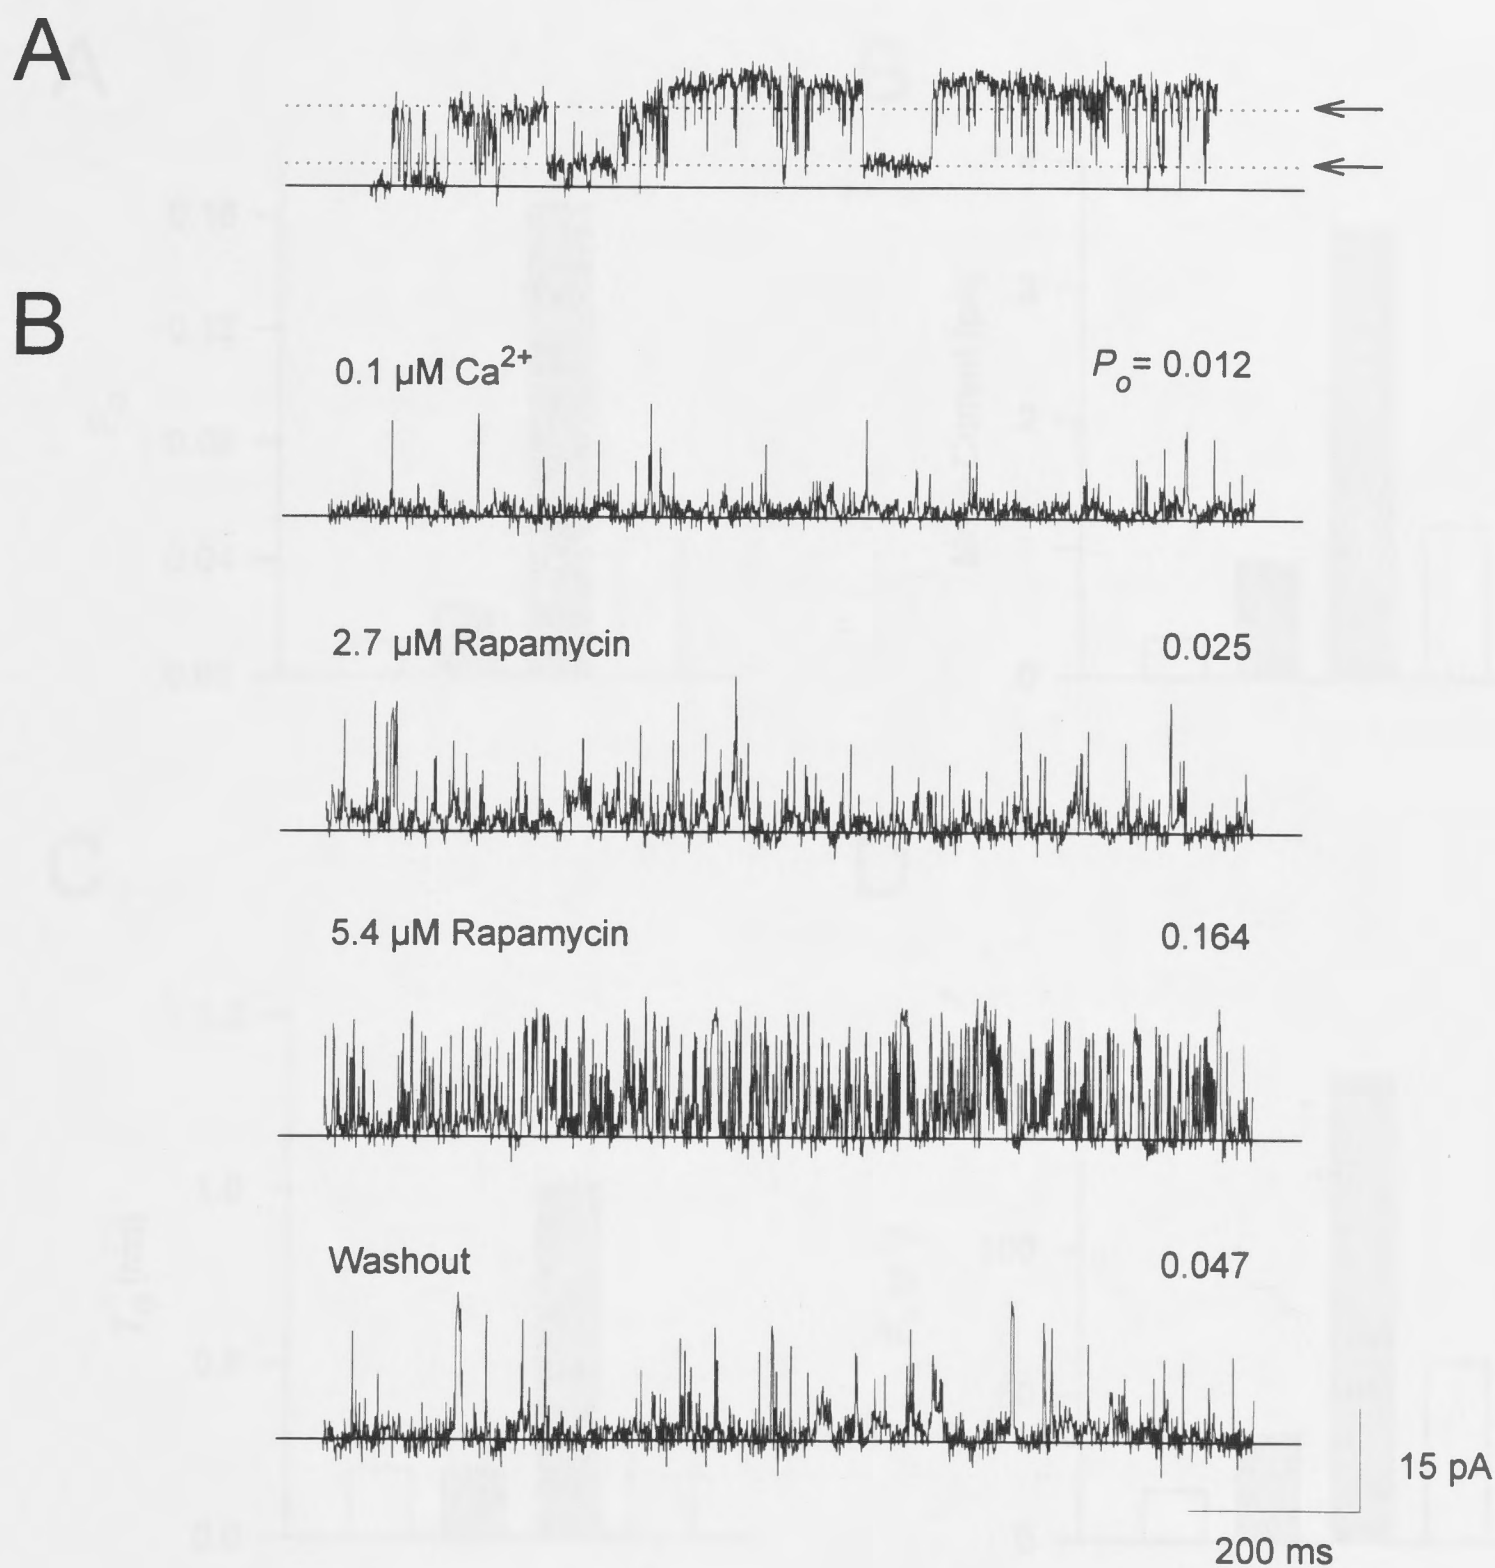 A
B
0.1 µM Ca²⁺
Pₒ= 0.012
2.7 µM Rapamycin
0.025
5.4 µM Rapamycin
0.164
Washout
0.047
15 pA
200 ms